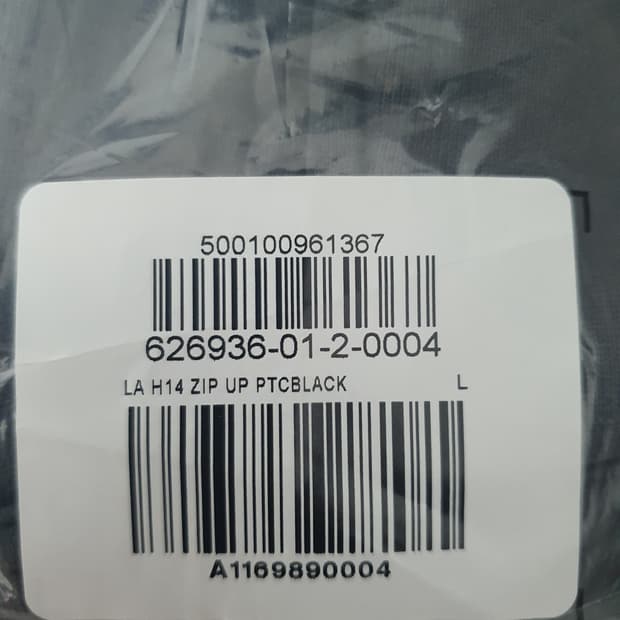 500100961367
626936-01-2-0004
LA H14 ZIP UP PTCBLACK L
A1169890004